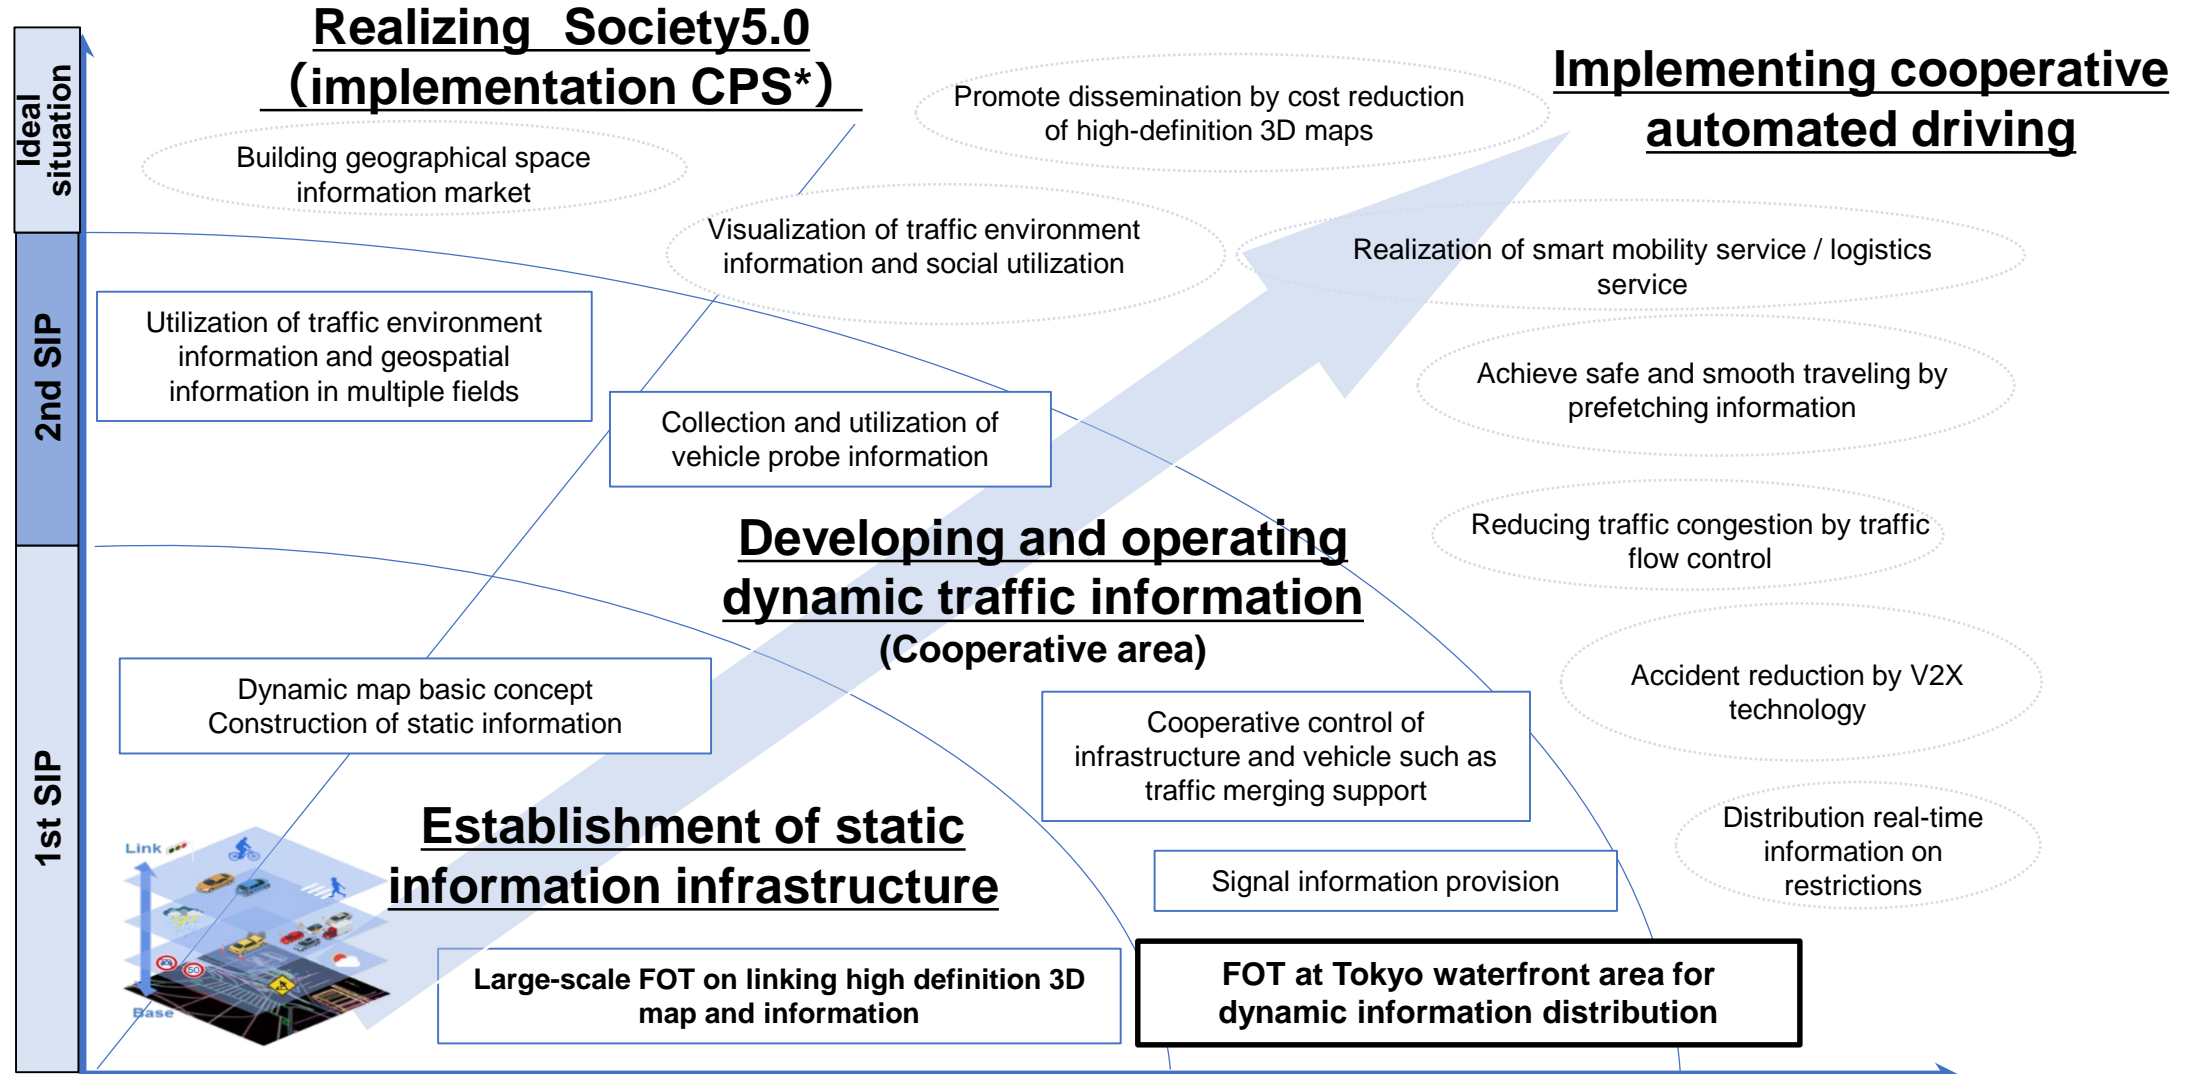 Realizing Society5.0
（implementation CPS*）
Implementing cooperative
automated driving
Ideal
situation
Promote dissemination by cost reduction
of high-definition 3D maps
Building geographical space
information market
Visualization of traffic environment
information and social utilization
Realization of smart mobility service / logistics
service
2nd SIP
Utilization of traffic environment
information and geospatial
information in multiple fields
Collection and utilization of
vehicle probe information
Achieve safe and smooth traveling by
prefetching information
Reducing traffic congestion by traffic
flow control
Developing and operating
dynamic traffic information
(Cooperative area)
1st SIP
Dynamic map basic concept
Construction of static information
Cooperative control of
infrastructure and vehicle such as
traffic merging support
Accident reduction by V2X
technology
Distribution real-time
information on
restrictions
Establishment of static
information infrastructure
Signal information provision
Link
50
Base
Large-scale FOT on linking high definition 3D
map and information
FOT at Tokyo waterfront area for
dynamic information distribution